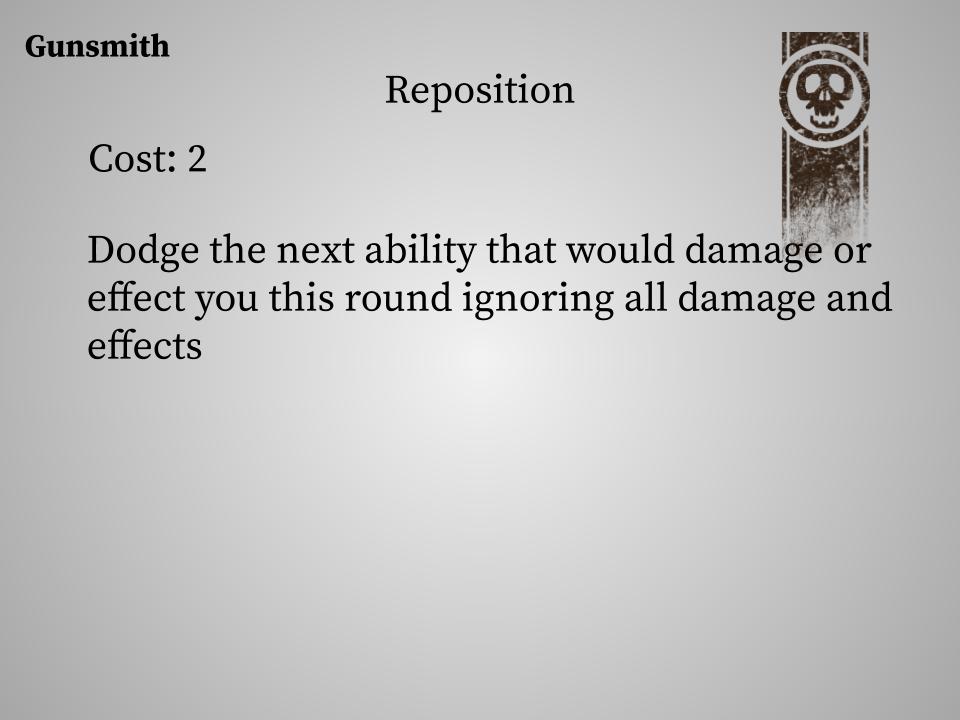 Gunsmith
Reposition
Cost: 2
Dodge the next ability that would damage or
effect you this round ignoring all damage and
effects